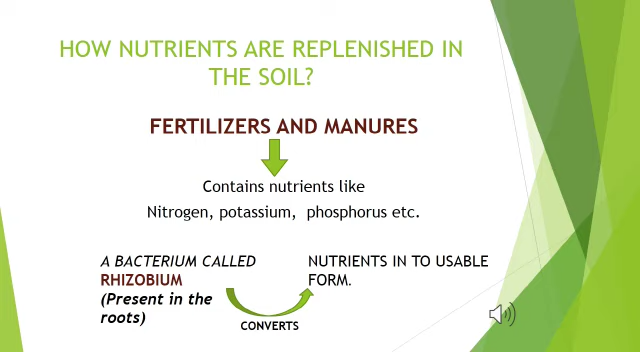 HOW NUTRIENTS ARE REPLENISHED IN
THE SOIL?
FERTILIZERS AND MANURES
Contains nutrients like
Nitrogen, potassium, phosphorus etc.
A BACTERIUM CALLED
RHIZOBIUM
(Present in the
roots)
CONVERTS
NUTRIENTS IN TO USABLE
FORM.